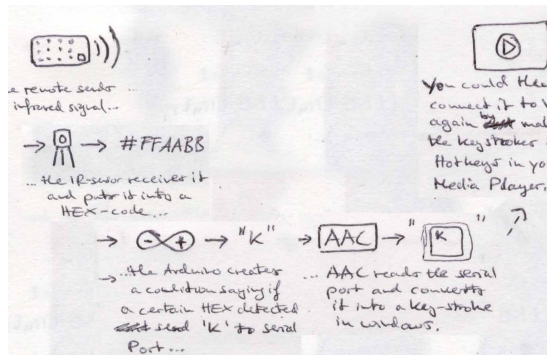 e remote sends ...
infrared signal...
→ → #FFAABB
... the IR-sensor receives it
and puts it into a
HEX-code...
→ → "K" → AAC → " K "
→ ...the Arduino creates
a condition saying if
a certain HEX detected
send 'K' to serial
Port...
... AAC reads the serial
port and converts
it into a key-stroke
in windows.
You could then
connect it to
again by
the keystrokes
Hotkeys in yo
Media Player.